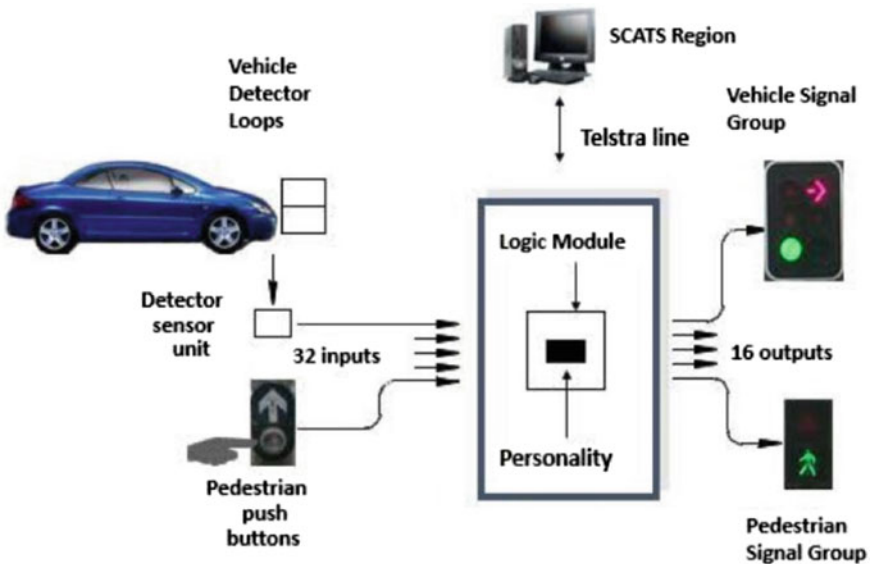 SCATS Region
Vehicle
Detector
Loops
Vehicle Signal
Group
Telstra line
Logic Module
Detector
sensor
unit
32 inputs
16 outputs
Personality
Pedestrian
push
buttons
Pedestrian
Signal Group